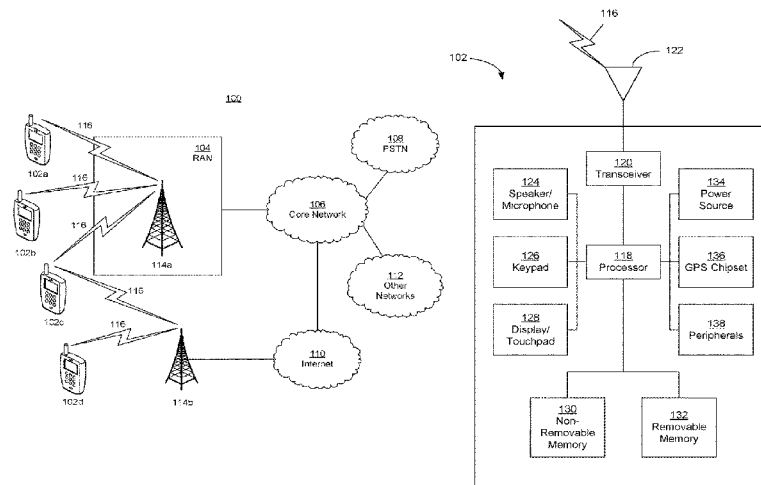 116
102
122
100
116
104
RAN
108
PSTN
102a
116
120
Transceiver
124
Speaker/
Microphone
134
Power
Source
116
106
Core Network
102b
114a
126
Keypad
118
Processor
136
GPS Chipset
112
Other
Networks
102c
116
116
128
Display/
Touchpad
138
Peripherals
110
Internet
102d
114b
130
Non-
Removable
Memory
132
Removable
Memory